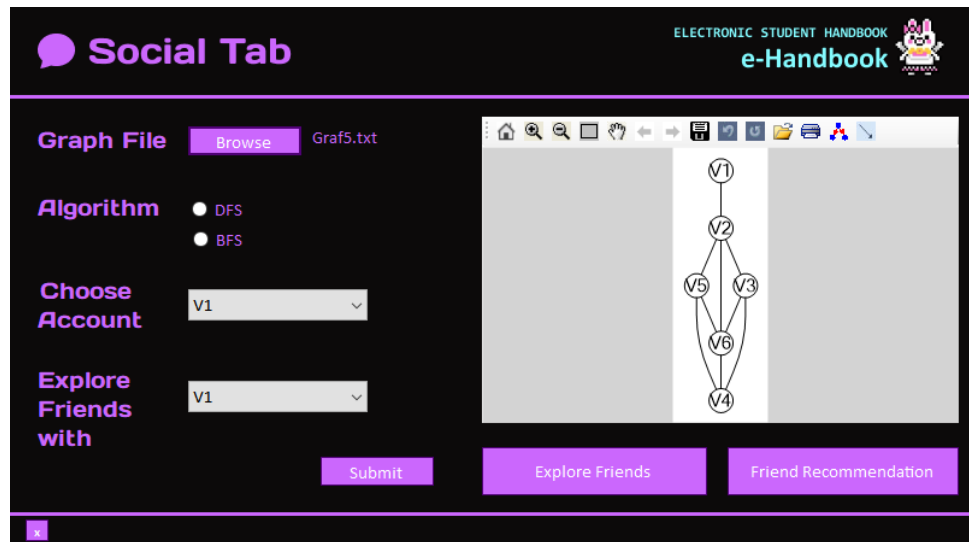 Social Tab
ELECTRONIC STUDENT HANDBOOK
e-Handbook
Graph File
Browse
Graf5.txt
Algorithm
DFS
BFS
Choose
Account
V1
Explore
Friends
with
V1
Submit
V1
V2
V5
V3
V6
V4
Explore Friends
Friend Recommendation
x